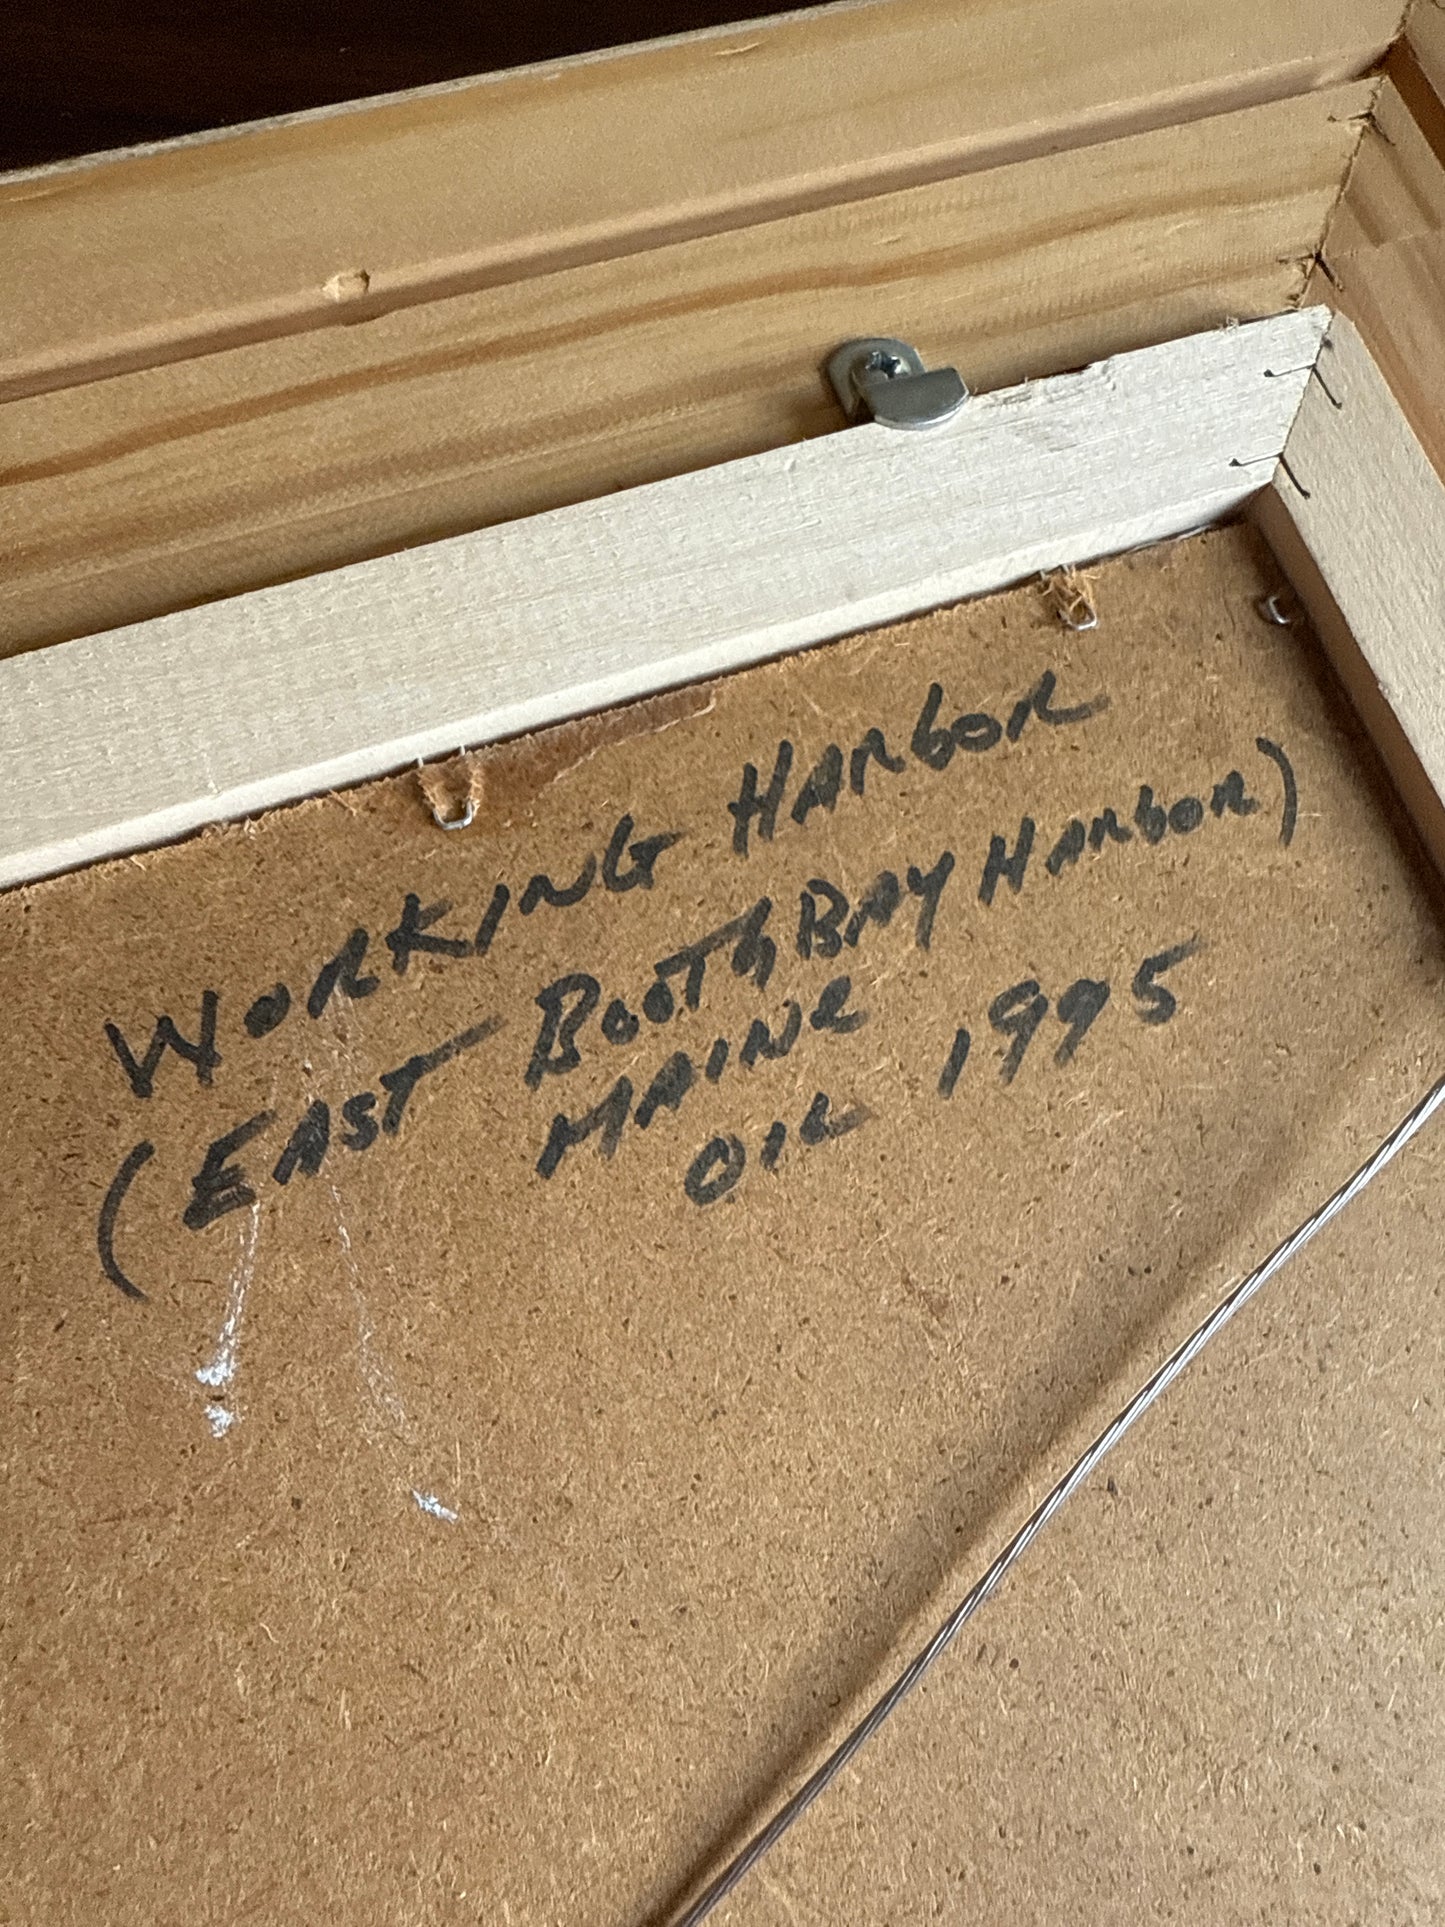 WORKING HARboR
(EAST BOOThBAY HARboR)
MAINe
OIL 1995